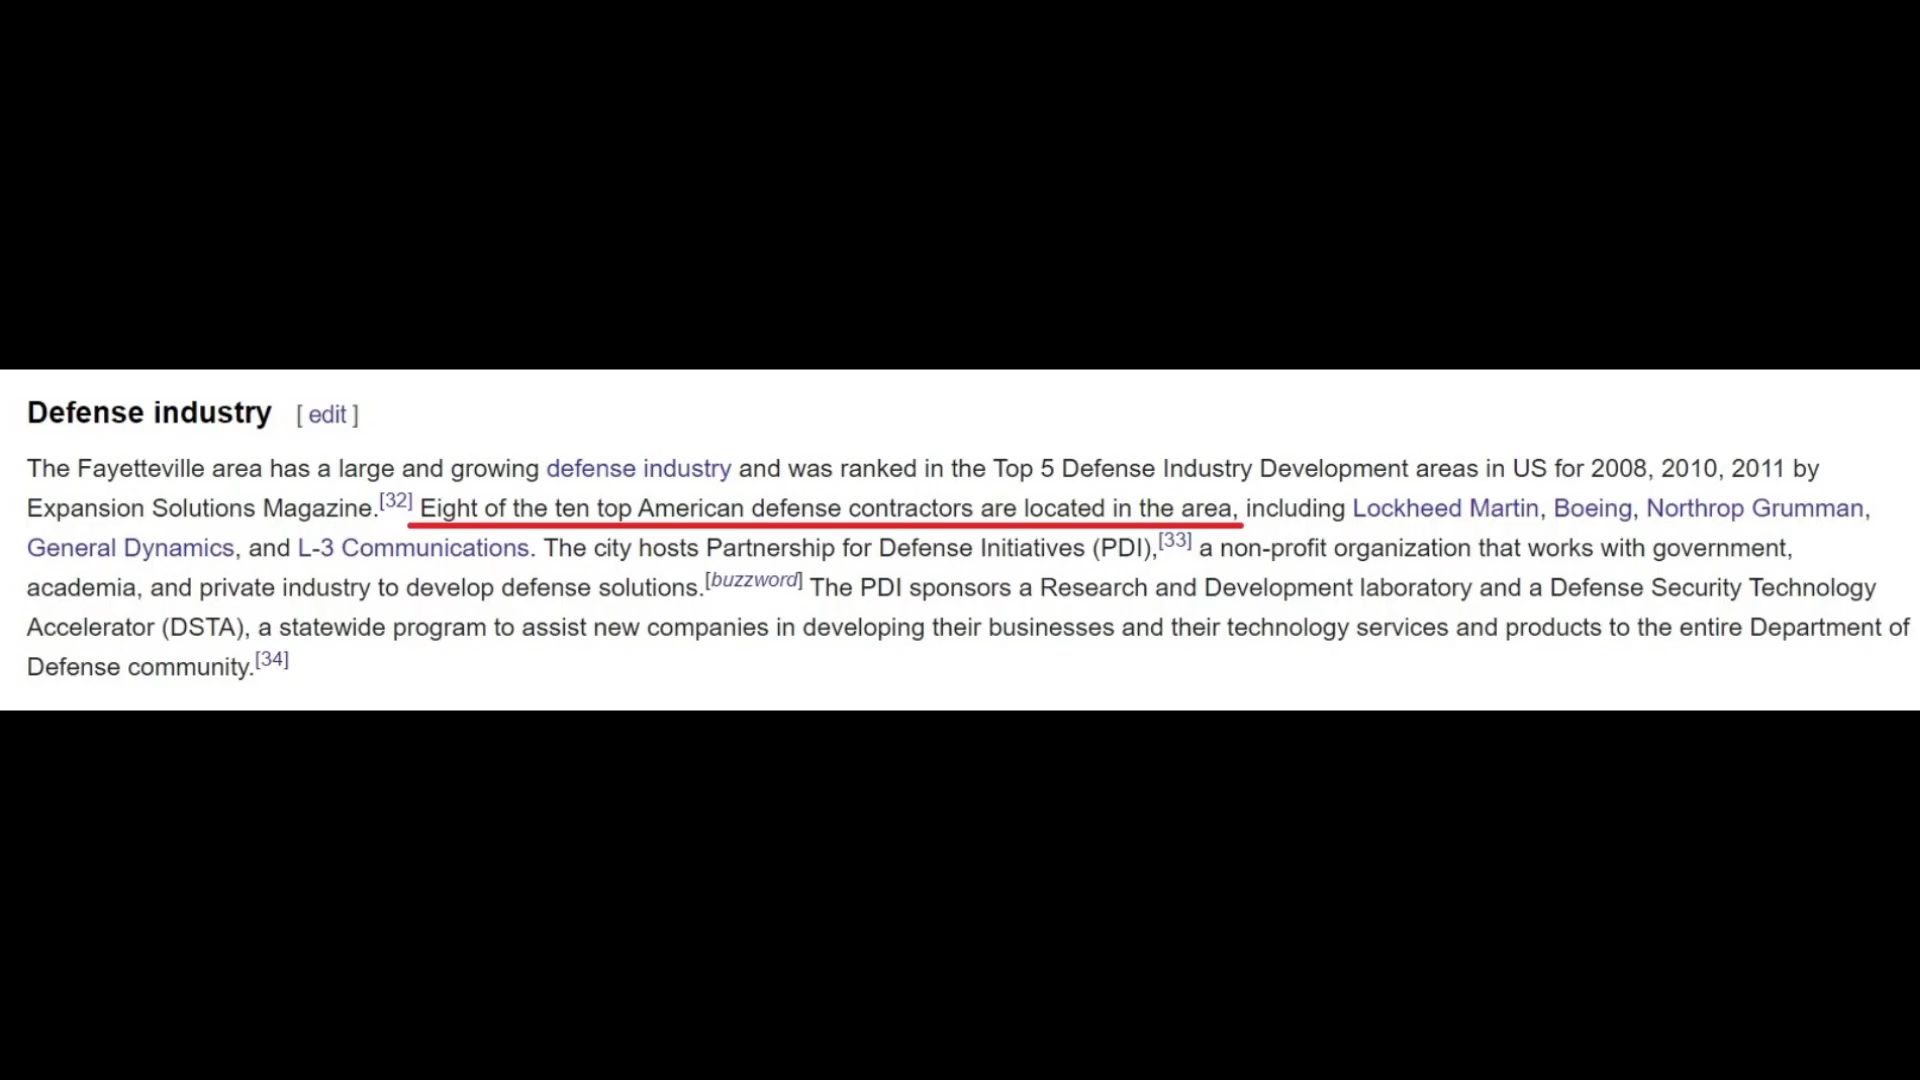 Defense industry [ edit ]
The Fayetteville area has a large and growing defense industry and was ranked in the Top 5 Defense Industry Development areas in US for 2008, 2010, 2011 by
Expansion Solutions Magazine.[32] Eight of the ten top American defense contractors are located in the area, including Lockheed Martin, Boeing, Northrop Grumman,
General Dynamics, and L-3 Communications. The city hosts Partnership for Defense Initiatives (PDI),[33] a non-profit organization that works with government,
academia, and private industry to develop defense solutions.[buzzword] The PDI sponsors a Research and Development laboratory and a Defense Security Technology
Accelerator (DSTA), a statewide program to assist new companies in developing their businesses and their technology services and products to the entire Department of
Defense community.[34]